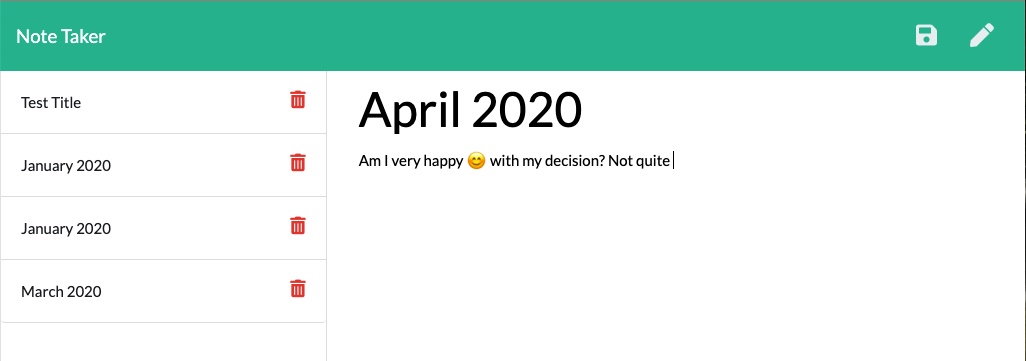 Note Taker
Test Title
January 2020
January 2020
March 2020
April 2020
Am I very happy 😊 with my decision? Not quite